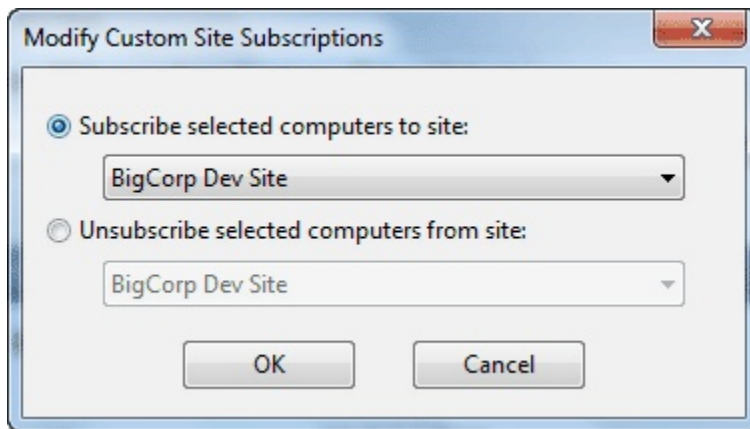 Modify Custom Site Subscriptions
Subscribe selected computers to site:
BigCorp Dev Site
Unsubscribe selected computers from site:
BigCorp Dev Site
OK Cancel